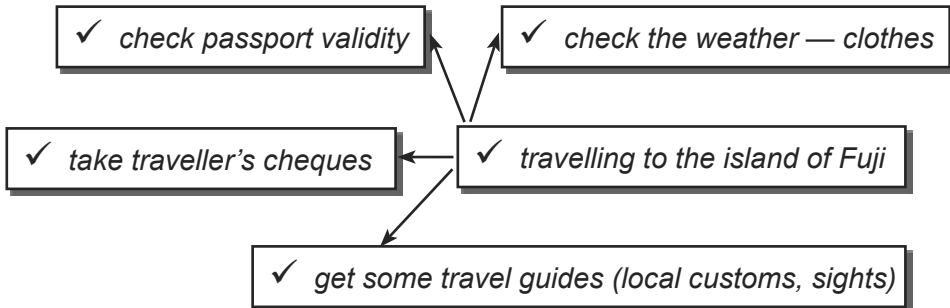 ✓ check passport validity
✓ check the weather — clothes
✓ take traveller's cheques
✓ travelling to the island of Fuji
✓ get some travel guides (local customs, sights)